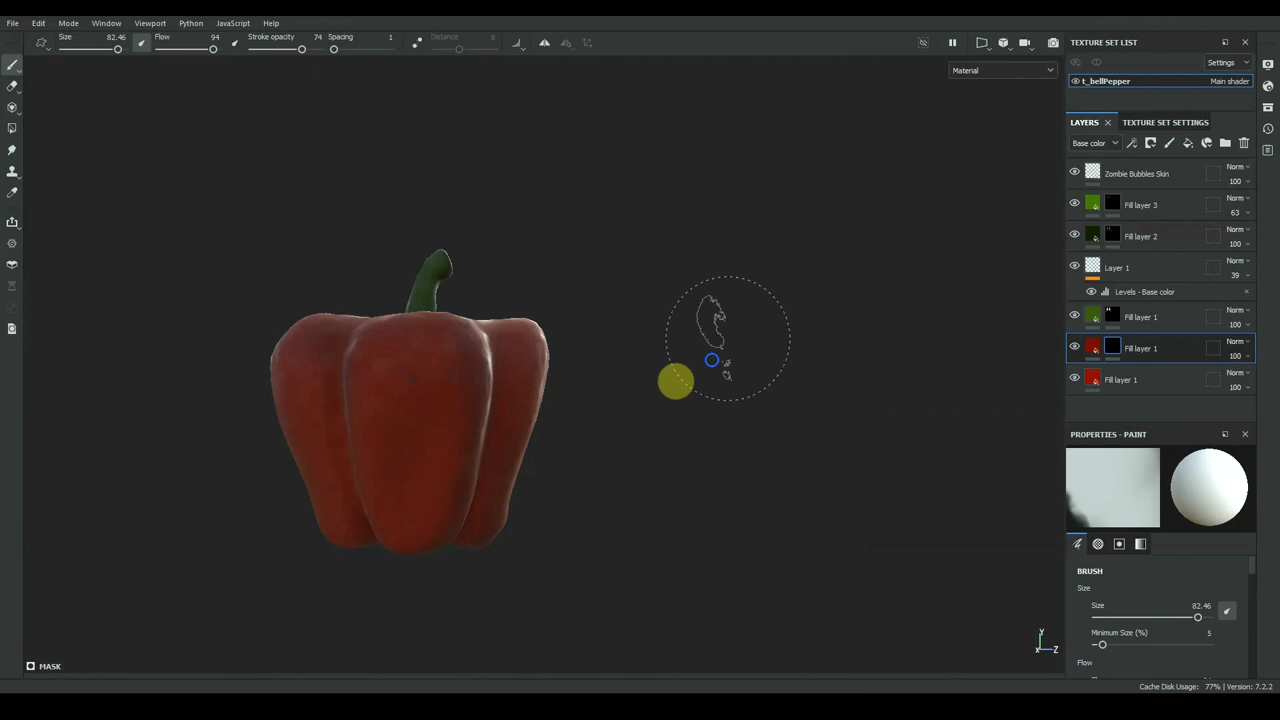 File Edit Mode Window Viewport Python JavaScript Help
Size 82.46 Flow 94 Stroke opacity 74 Spacing 1 Distance 8
Material
TEXTURE SET LIST
Settings
t_bellPepper Main shader
LAYERS TEXTURE SET SETTINGS
Base color
Zombie Bubbles Skin Norm 100
Fill layer 3 Norm 63
Fill layer 2 Norm 100
Layer 1 Norm 39
Levels - Base color
Fill layer 1 Norm 100
Fill layer 1 Norm 100
Fill layer 1 Norm 100
PROPERTIES - PAINT
BRUSH
Size
Size 82.46
Minimum Size (%) 5
Flow
Y
X Z
MASK
Cache Disk Usage: 77% | Version: 7.2.2